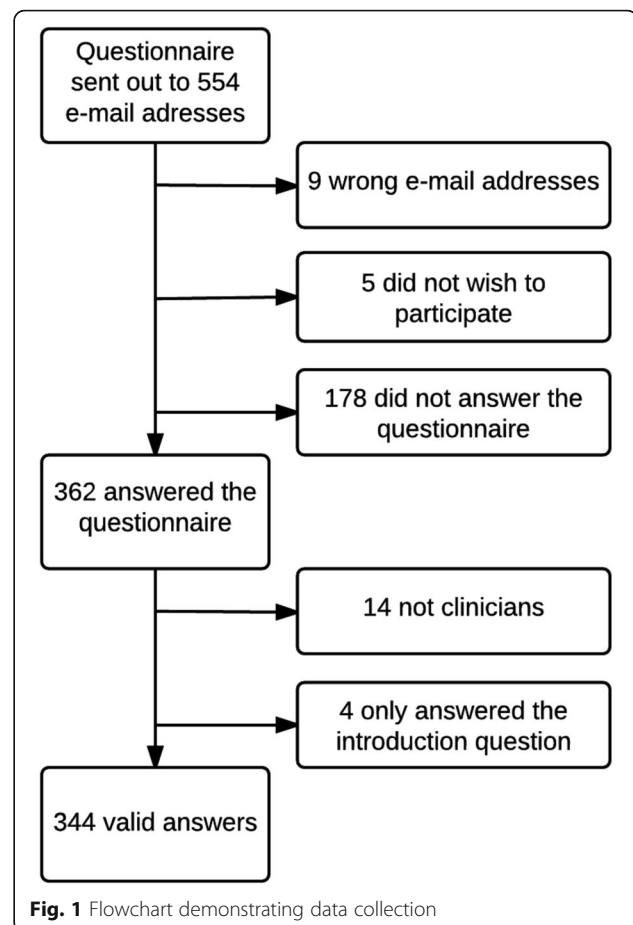 Questionnaire
sent out to 554
e-mail adresses
9 wrong e-mail addresses
5 did not wish to
participate
178 did not answer the
questionnaire
362 answered the
questionnaire
14 not clinicians
4 only answered the
introduction question
344 valid answers
Fig. 1 Flowchart demonstrating data collection